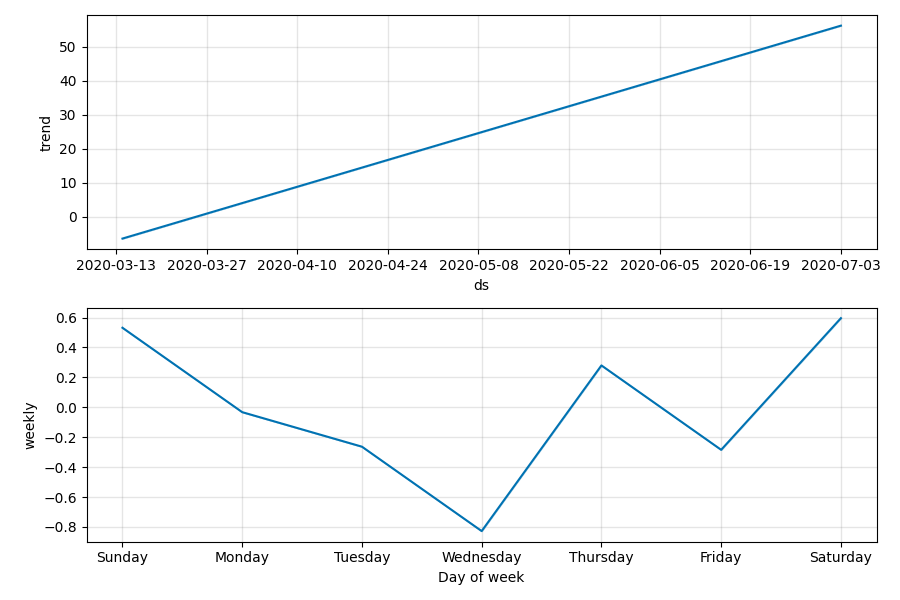 50
40
30
20
10
0
trend
2020-03-13 2020-03-27 2020-04-10 2020-04-24 2020-05-08 2020-05-22 2020-06-05 2020-06-19 2020-07-03
ds
0.6
0.4
0.2
0.0
−0.2
−0.4
−0.6
−0.8
weekly
Sunday Monday Tuesday Wednesday Thursday Friday Saturday
Day of week